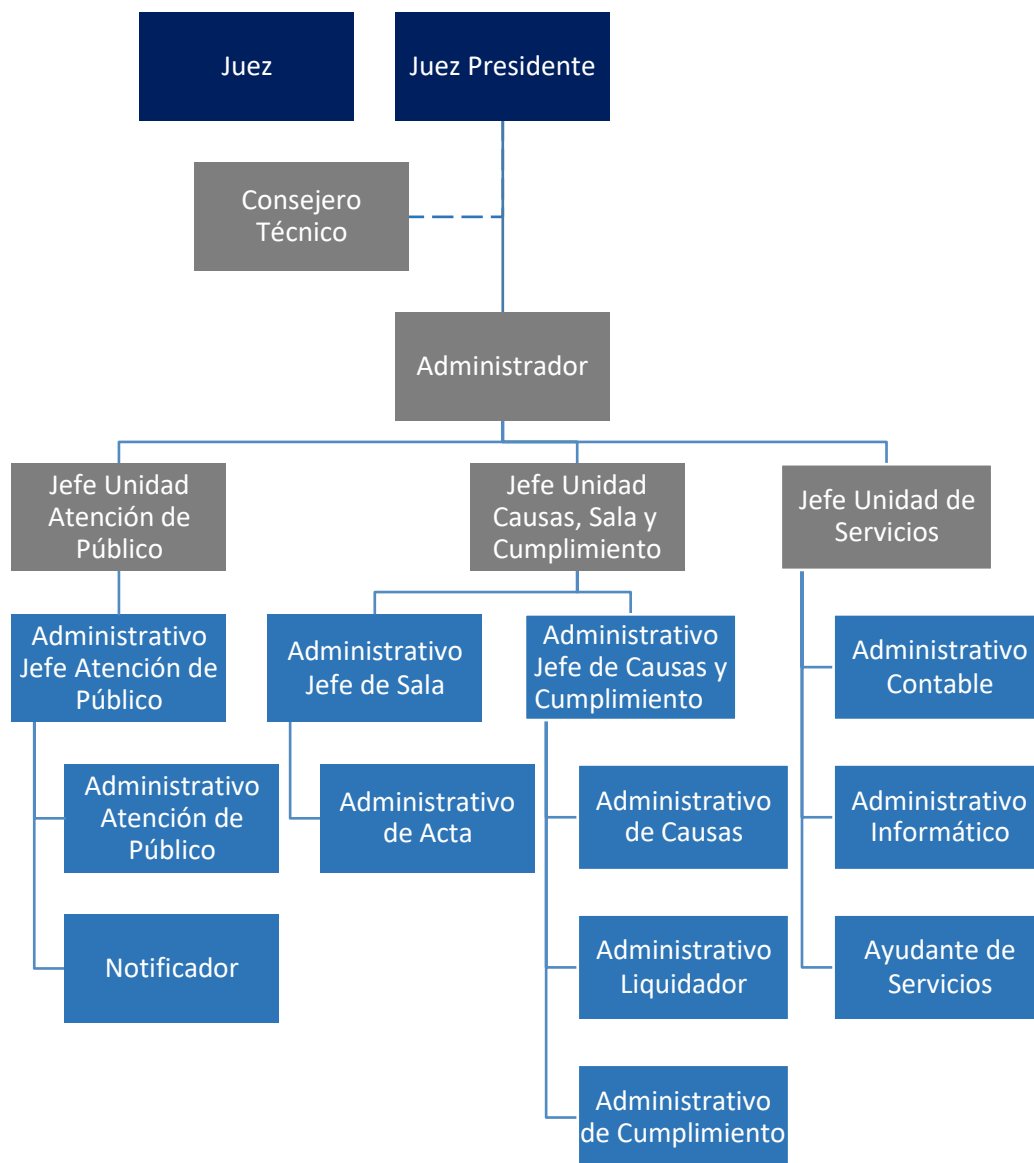 Juez
Juez Presidente
Consejero
Técnico
Administrador
Jefe Unidad
Atención de
Público
Jefe Unidad
Causas, Sala y
Cumplimiento
Jefe Unidad de
Servicios
Administrativo
Jefe Atención de
Público
Administrativo
Jefe de Sala
Administrativo
Jefe de Causas y
Cumplimiento
Administrativo
Contable
Administrativo
Atención de
Público
Administrativo
de Acta
Administrativo
de Causas
Administrativo
Informático
Notificador
Administrativo
Liquidador
Ayudante de
Servicios
Administrativo
de Cumplimiento